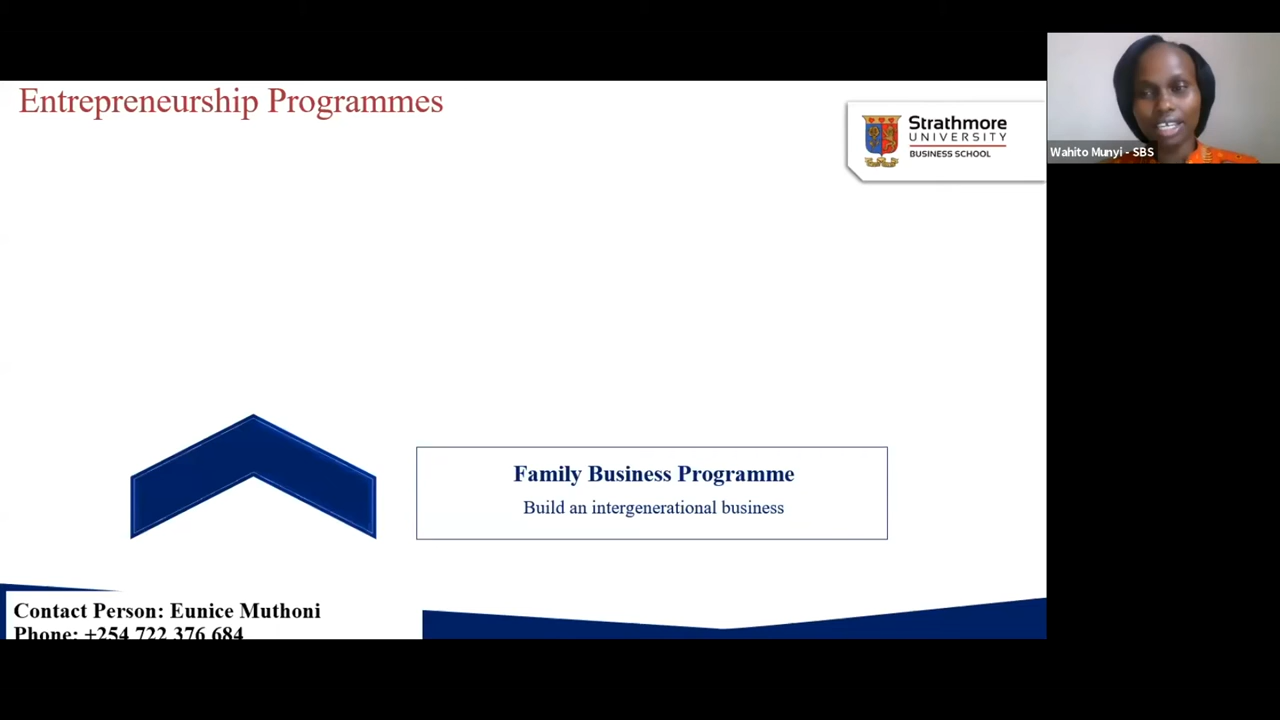 Entrepreneurship Programmes
Strathmore
UNIVERSITY
BUSINESS SCHOOL
Wahito Munyi - SBS
Family Business Programme
Build an intergenerational business
Contact Person: Eunice Muthoni
Phone: +254 722 376 684